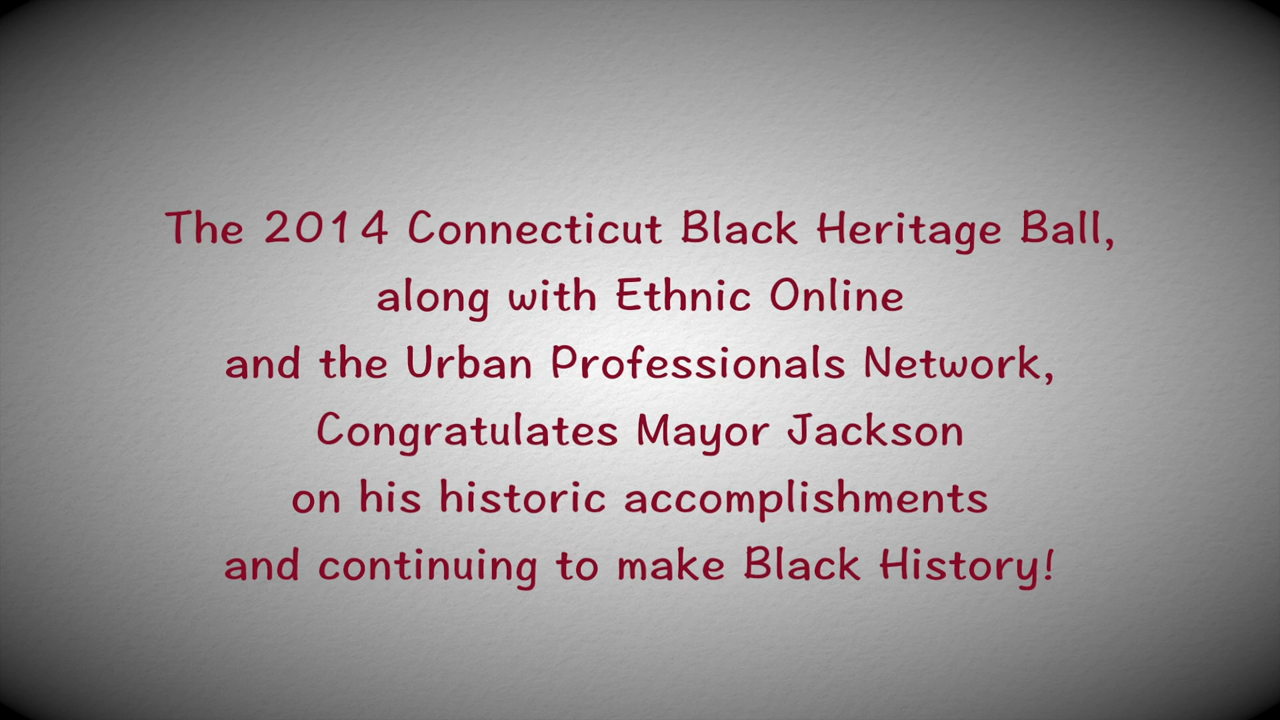 The 2014 Connecticut Black Heritage Ball,
along with Ethnic Online
and the Urban Professionals Network,
Congratulates Mayor Jackson
on his historic accomplishments
and continuing to make Black History!